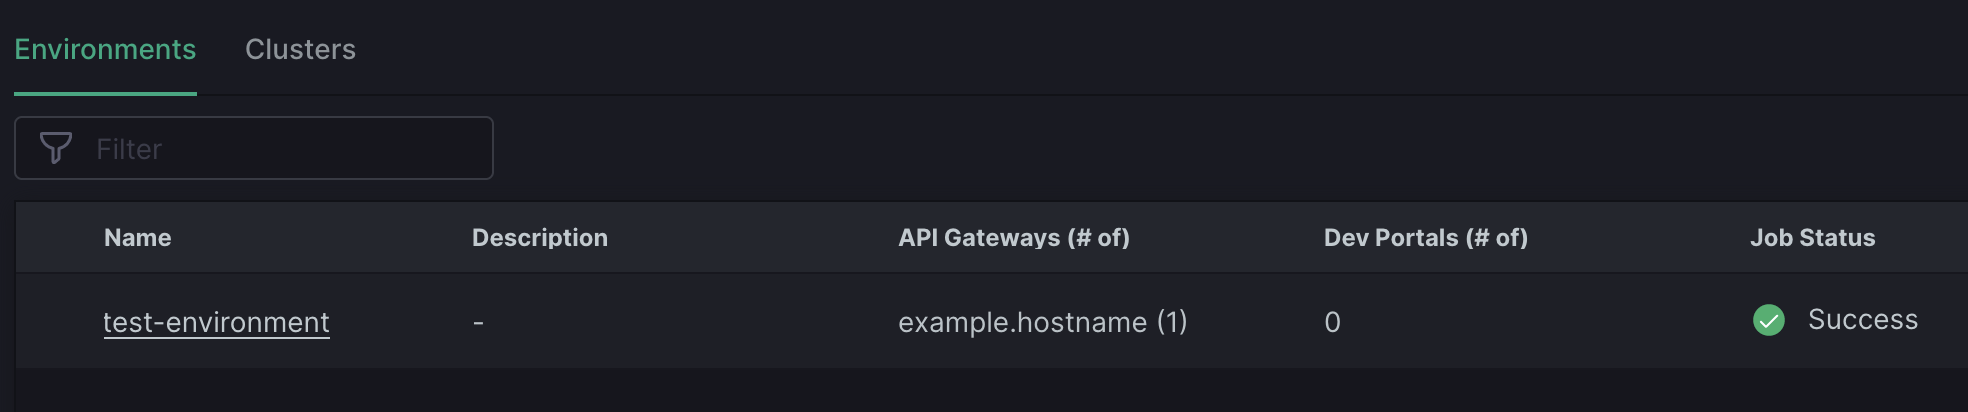 Environments Clusters
Filter
Name Description API Gateways (# of) Dev Portals (# of) Job Status
test-environment - example.hostname (1) 0 Success